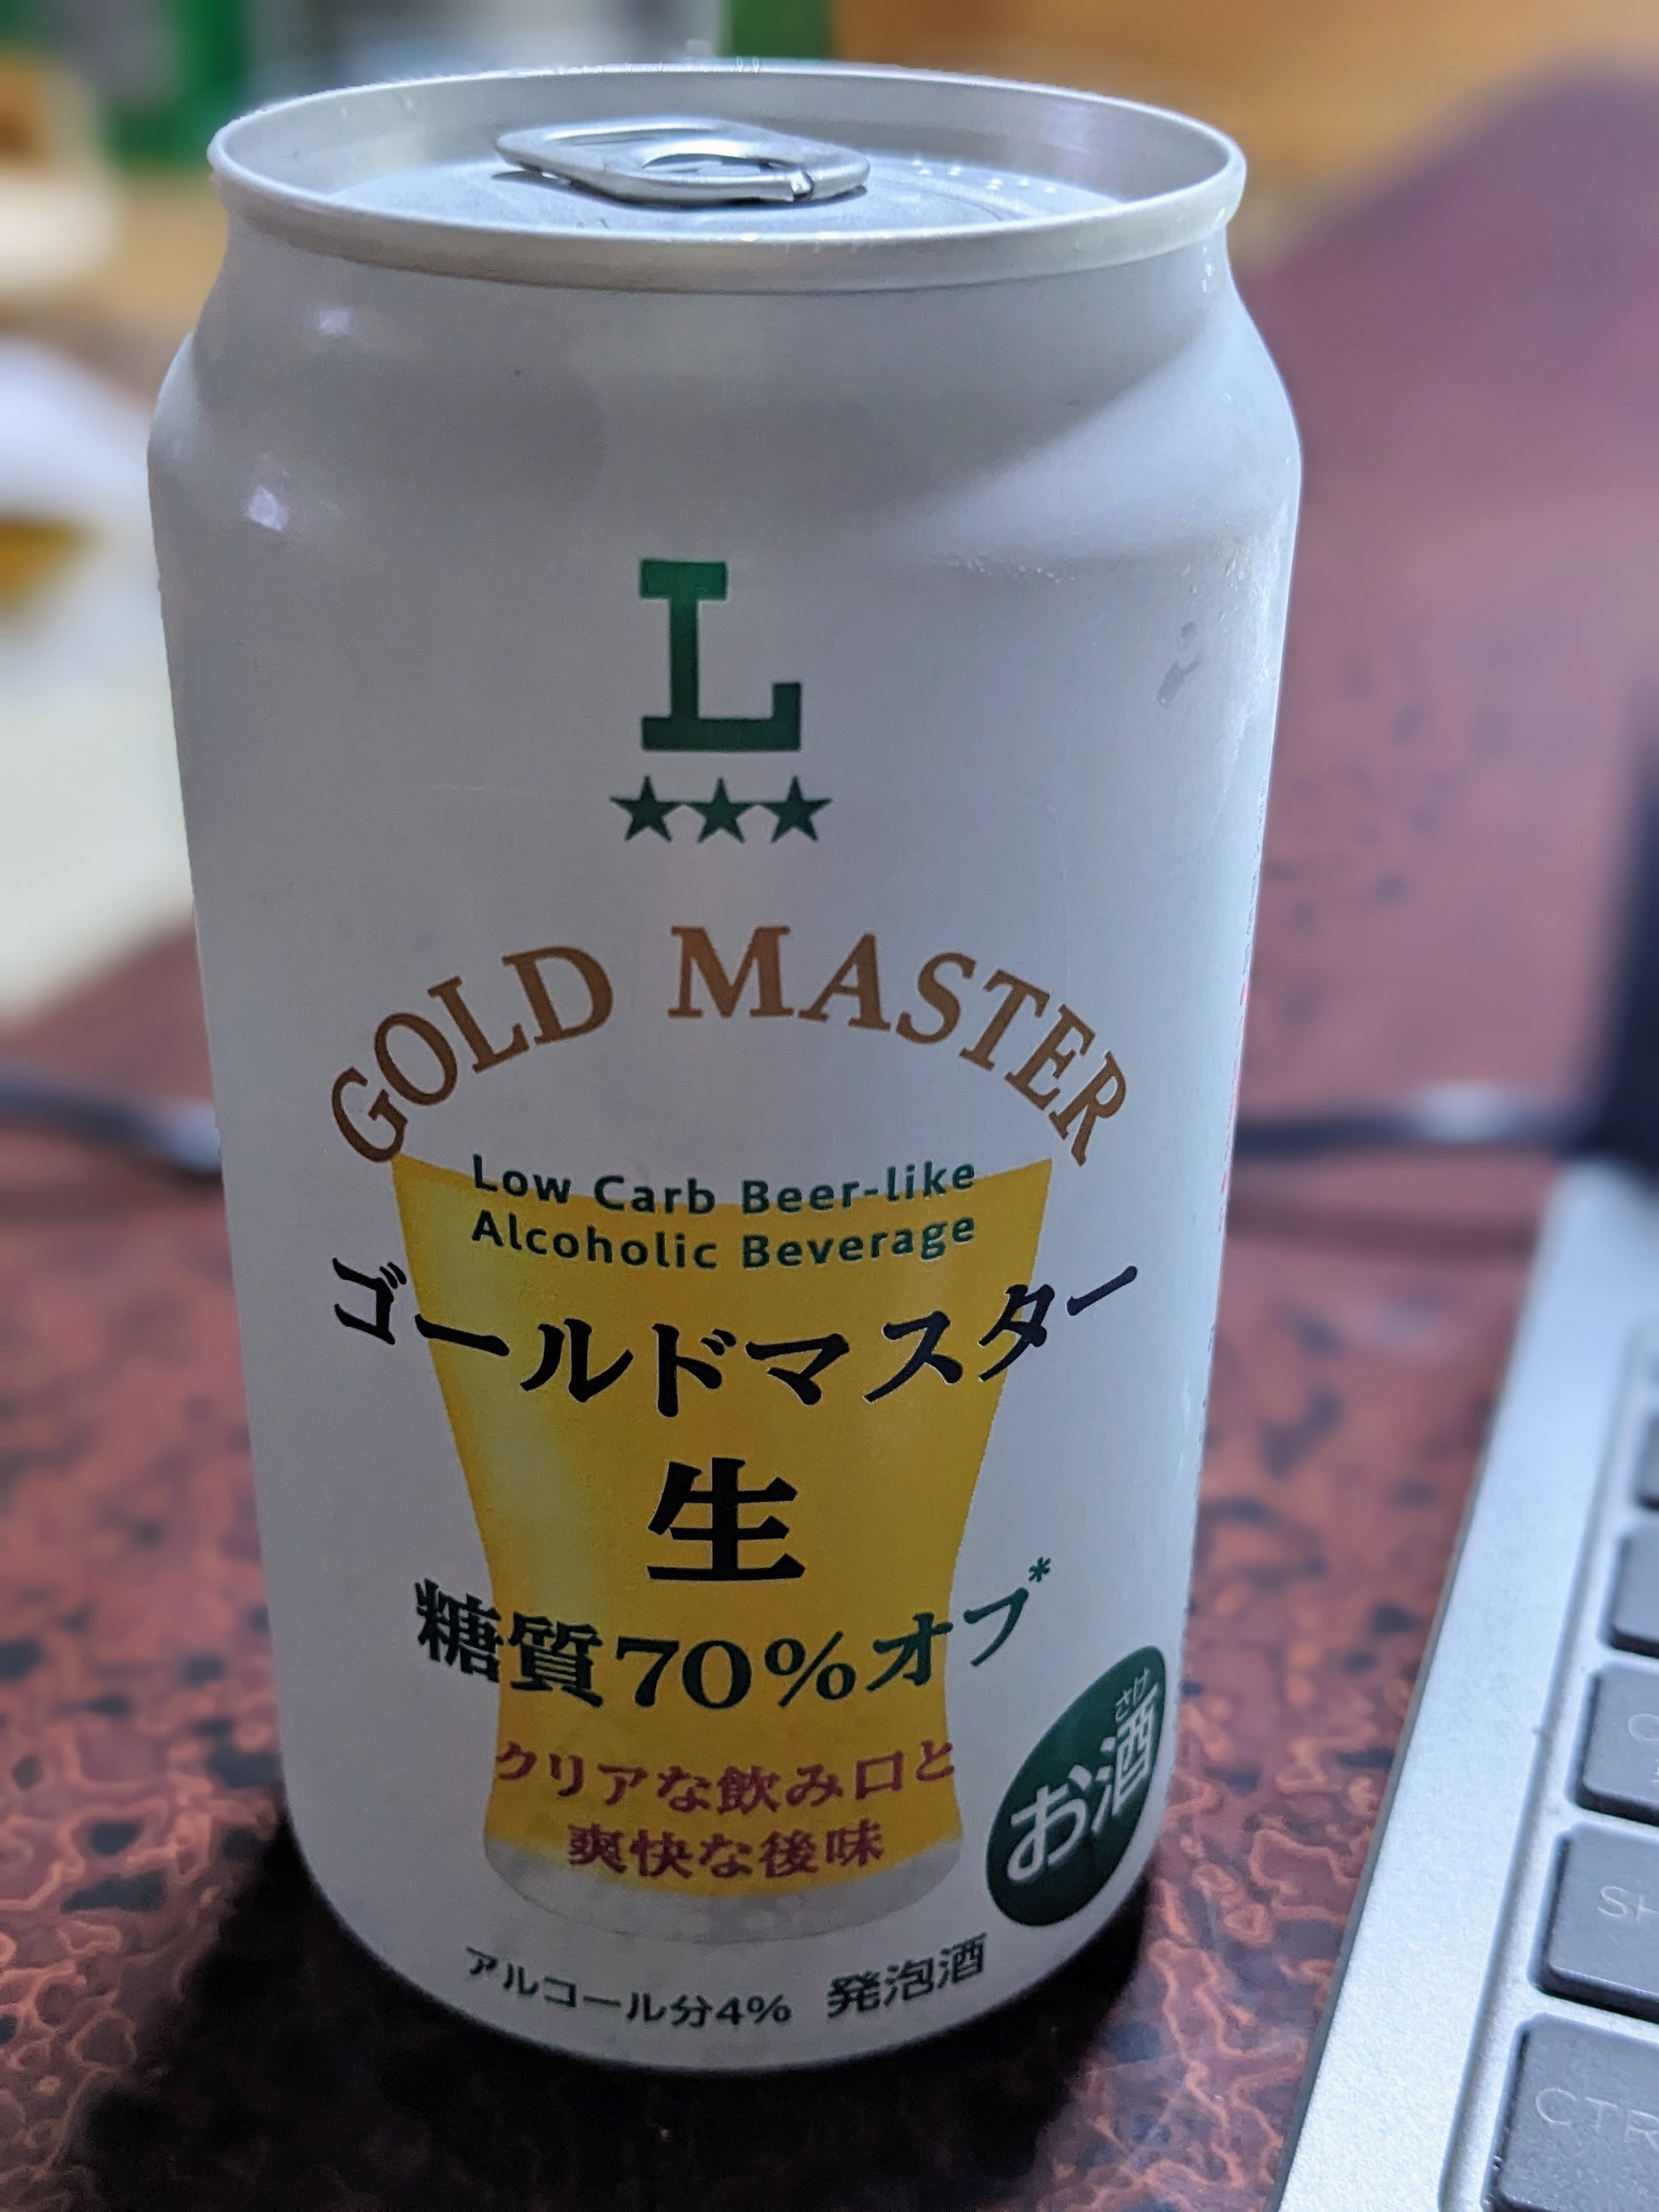 L
★★★
GOLD MASTER
Low Carb Beer-like
Alcoholic Beverage
ゴールドマスター
生
糖質70%オフ*
クリアな飲み口と
爽快な後味
さけ
お酒
アルコール分4% 発泡酒